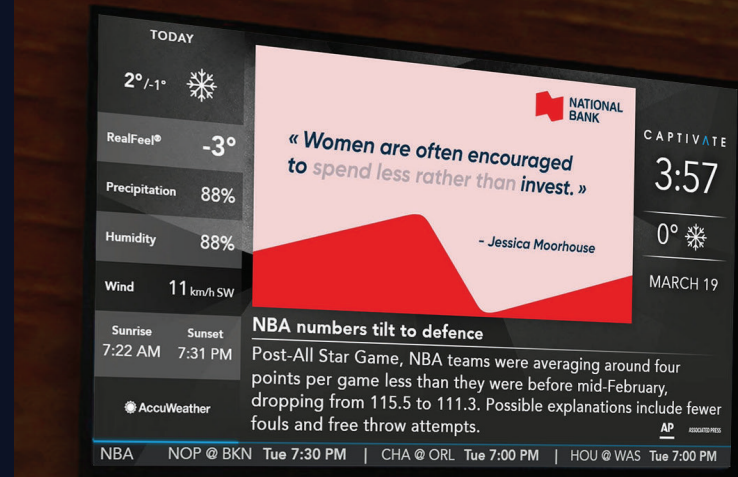 TODAY
2°/-1°
RealFeel® -3°
Precipitation 88%
Humidity 88%
Wind 11 km/h SW
Sunrise Sunset
7:22 AM 7:31 PM
AccuWeather
NATIONAL
BANK
« Women are often encouraged
to spend less rather than invest. »
- Jessica Moorhouse
CAPTIVATE
3:57
0°
MARCH 19
NBA numbers tilt to defence
Post-All Star Game, NBA teams were averaging around four
points per game less than they were before mid-February,
dropping from 115.5 to 111.3. Possible explanations include fewer
fouls and free throw attempts.
AP ASSOCIATED PRESS
NBA NOP @ BKN Tue 7:30 PM | CHA @ ORL Tue 7:00 PM | HOU @ WAS Tue 7:00 PM